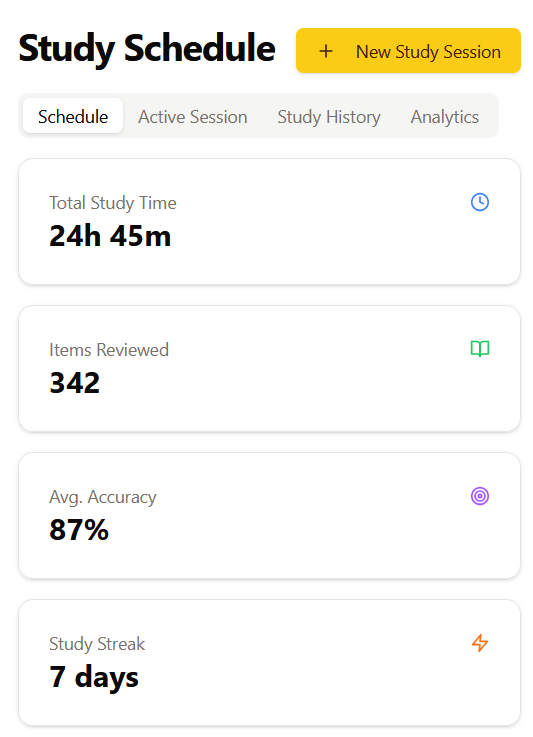 Study Schedule
+ New Study Session
Schedule Active Session Study History Analytics
Total Study Time
24h 45m
Items Reviewed
342
Avg. Accuracy
87%
Study Streak
7 days